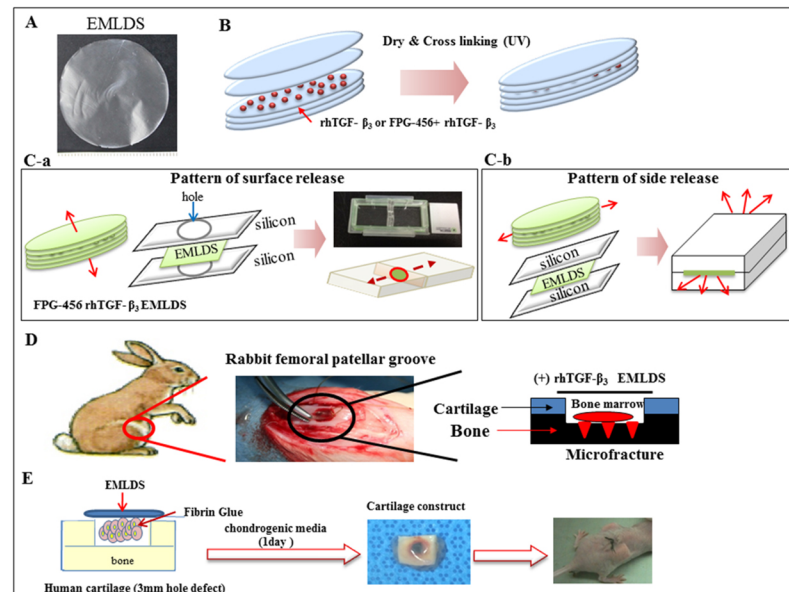 A
EMLDS
B
Dry & Cross linking (UV)
rhTGF- β3 or FPG-456+ rhTGF- β3
C-a
Pattern of surface release
hole
silicon
EMLDS
silicon
FPG-456 rhTGF-β3 EMLDS
C-b
Pattern of side release
silicon
EMLDS
silicon
D
Rabbit femoral patellar groove
(+) rhTGF-β3 EMLDS
Cartilage
Bone marrow
Bone
Microfracture
E
EMLDS
Fibrin Glue
bone
Human cartilage (3mm hole defect)
chondrogenic media
(1day )
Cartilage construct